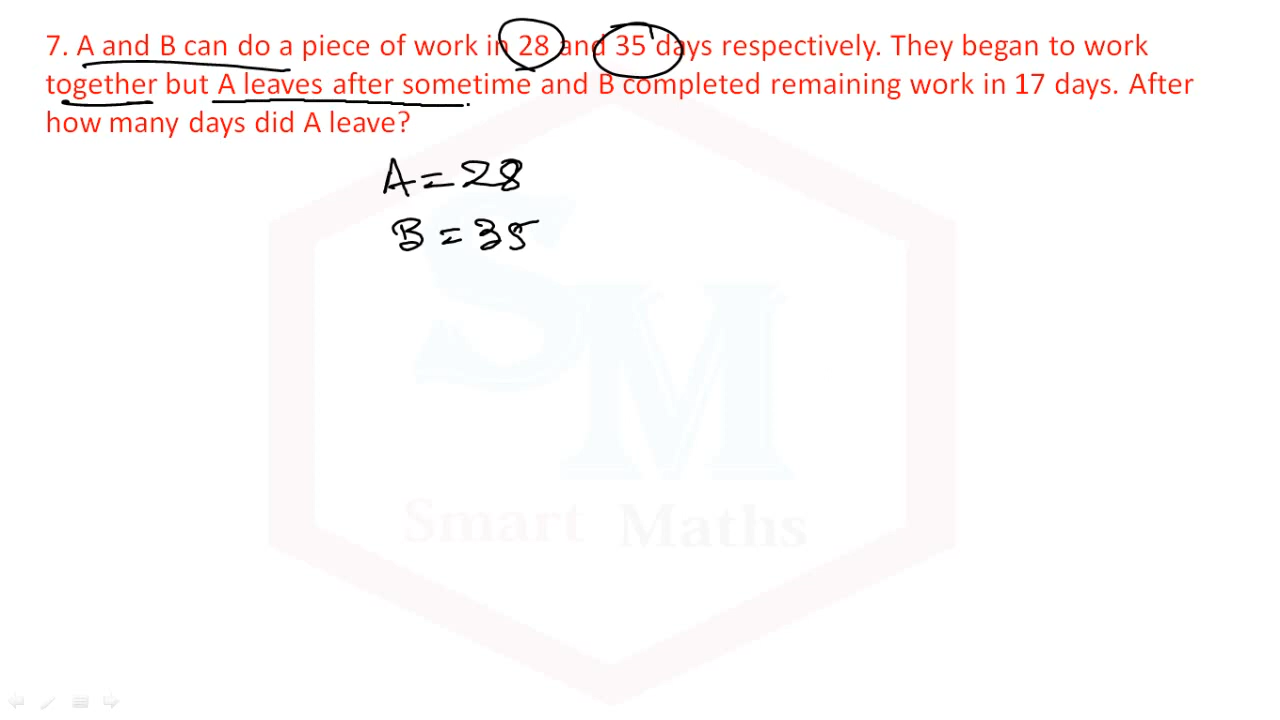 7. A and B can do a piece of work in 28 and 35 days respectively. They began to work
together but A leaves after sometime and B completed remaining work in 17 days. After
how many days did A leave?
A = 28
B = 35
SM
Smart Maths